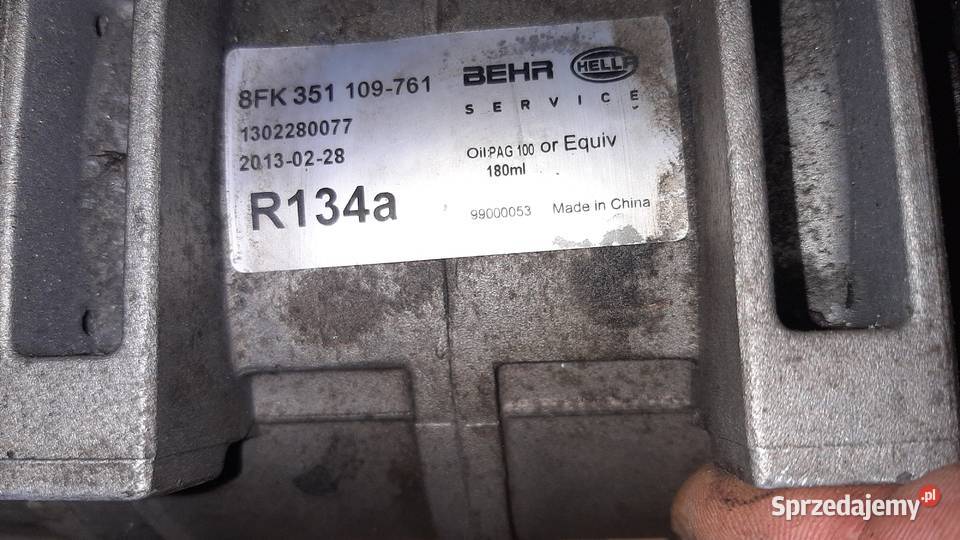 8FK 351 109-761
1302280077
2013-02-28
R134a
BEHR HELLA
SERVICE
Oil:PAG 100 or Equiv
180ml
99000053 Made in China
Sprzedajemy.pl